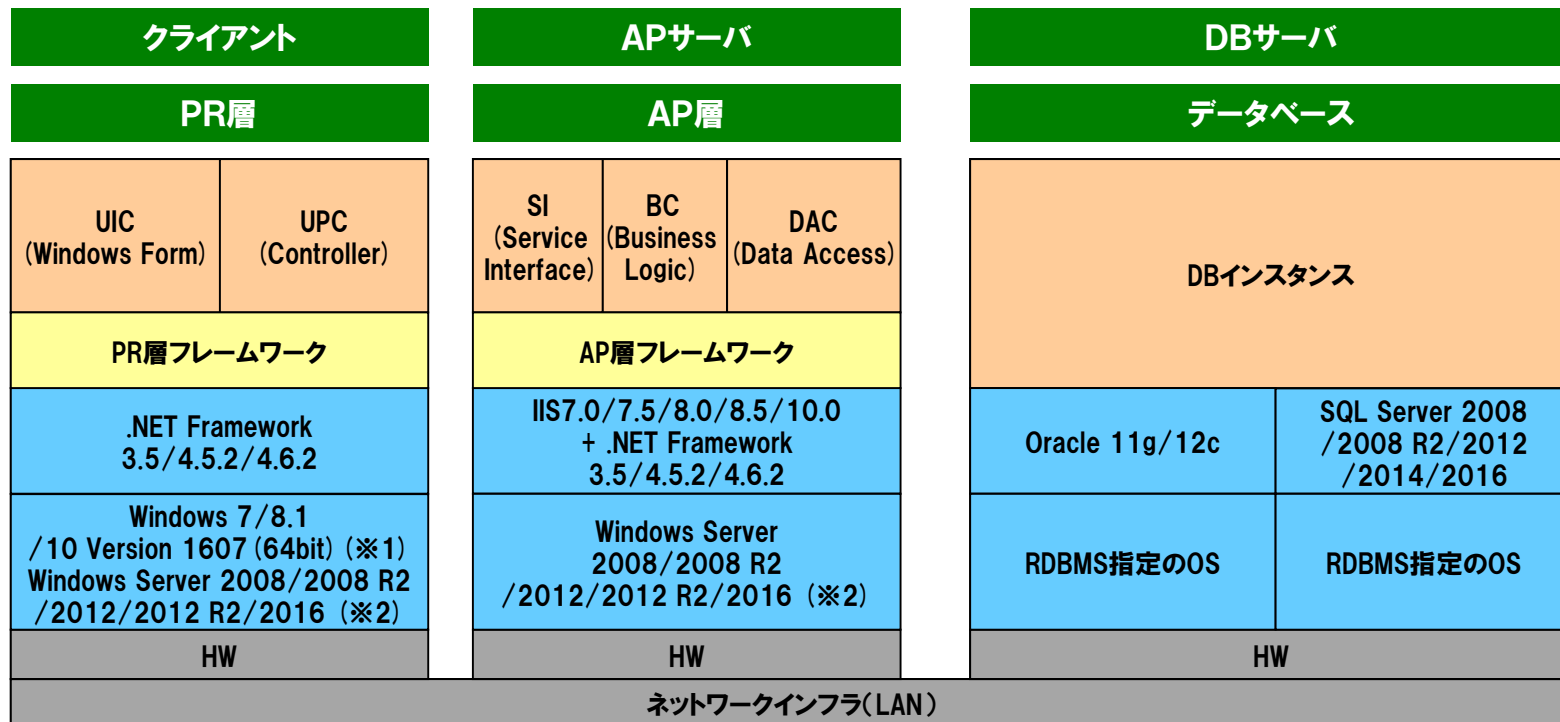 クライアント
APサーバ
DBサーバ
PR層
AP層
データベース
UIC
(Windows Form)
UPC
(Controller)
SI
(Service
Interface)
BC
(Business
Logic)
DAC
(Data Access)
DBインスタンス
PR層フレームワーク
AP層フレームワーク
.NET Framework
3.5/4.5.2/4.6.2
IIS7.0/7.5/8.0/8.5/10.0
+ .NET Framework
3.5/4.5.2/4.6.2
Oracle 11g/12c
SQL Server 2008
/2008 R2/2012
/2014/2016
Windows 7/8.1
/10 Version 1607(64bit)(※1)
Windows Server 2008/2008 R2
/2012/2012 R2/2016 (※2)
Windows Server
2008/2008 R2
/2012/2012 R2/2016 (※2)
RDBMS指定のOS
RDBMS指定のOS
HW
HW
HW
ネットワークインフラ(LAN)